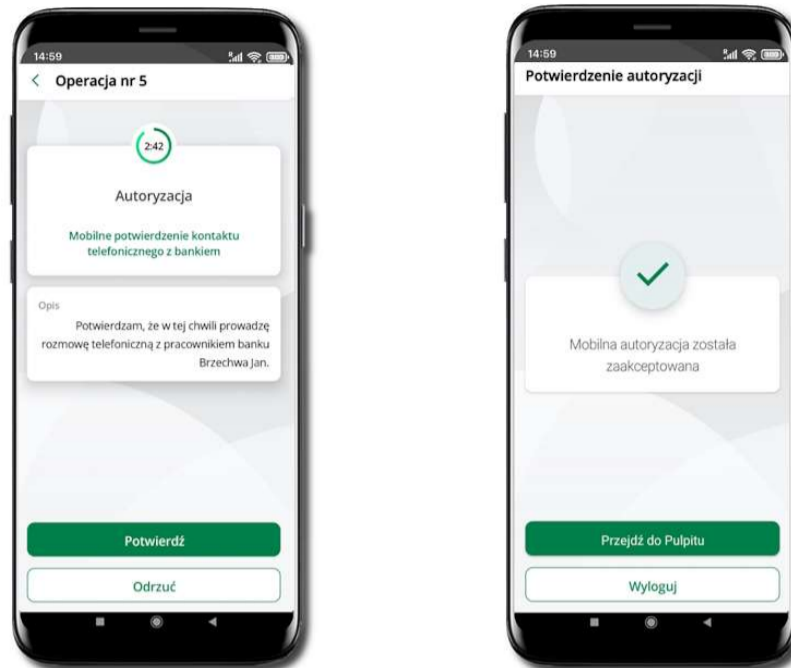 14:59
Operacja nr 5
2:42
Autoryzacja
Mobilne potwierdzenie kontaktu
telefonicznego z bankiem
Opis
Potwierdzam, że w tej chwili prowadzę
rozmowę telefoniczną z pracownikiem banku
Brzechwa Jan.
Potwierdź
Odrzuć
14:59
Potwierdzenie autoryzacji
Mobilna autoryzacja została
zaakceptowana
Przejdź do Pulpitu
Wyloguj